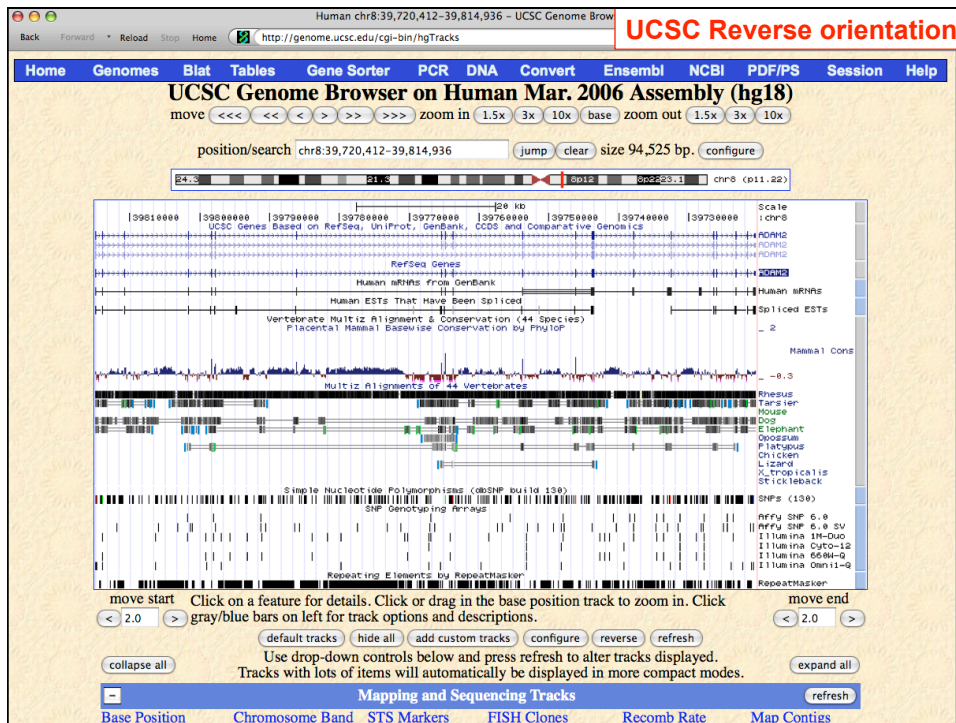 Human chr8:39,720,412-39,814,936 - UCSC Genome Brow
UCSC Reverse orientation
Back Forward Reload Stop Home http://genome.ucsc.edu/cgi-bin/hgTracks
Home Genomes Blat Tables Gene Sorter PCR DNA Convert Ensembl NCBI PDF/PS Session Help
UCSC Genome Browser on Human Mar. 2006 Assembly (hg18)
move <<< << < > >> >>> zoom in 1.5x 3x 10x base zoom out 1.5x 3x 10x
position/search chr8:39,720,412-39,814,936 jump clear size 94,525 bp. configure
24.3 21.3 8p12 8p22 23.1 chr8 (p11.22)
20 kb Scale
|39810000 |39800000 |39790000 |39780000 |39770000 |39760000 |39750000 |39740000 |39730000 :chr8
UCSC Genes Based on RefSeq, UniProt, GenBank, CCDS and Comparative Genomics
ADAM2
ADAM2
ADAM2
RefSeq Genes
ADAM2
Human mRNAs from GenBank
Human mRNAs
Human ESTs That Have Been Spliced
Spliced ESTs
Vertebrate Multiz Alignment & Conservation (44 Species)
Placental Mammal Basewise Conservation by PhyloP
_ 2
Mammal Cons
_ -0.3
Multiz Alignments of 44 Vertebrates
Rhesus
Tarsier
Mouse
Dog
Elephant
Opossum
Platypus
Chicken
Lizard
X_tropicalis
Stickleback
Simple Nucleotide Polymorphisms (dbSNP build 130)
SNPs (130)
SNP Genotyping Arrays
Affy SNP 6.0
Affy SNP 6.0 SV
Illumina 1M-Duo
Illumina Cyto-12
Illumina 660W-Q
Illumina Omni1-Q
Repeating Elements by RepeatMasker
RepeatMasker
move start Click on a feature for details. Click or drag in the base position track to zoom in. Click move end
< 2.0 > gray/blue bars on left for track options and descriptions. < 2.0 >
default tracks hide all add custom tracks configure reverse refresh
collapse all Use drop-down controls below and press refresh to alter tracks displayed. expand all
Tracks with lots of items will automatically be displayed in more compact modes.
- Mapping and Sequencing Tracks refresh
Base Position Chromosome Band STS Markers FISH Clones Recomb Rate Map Contigs